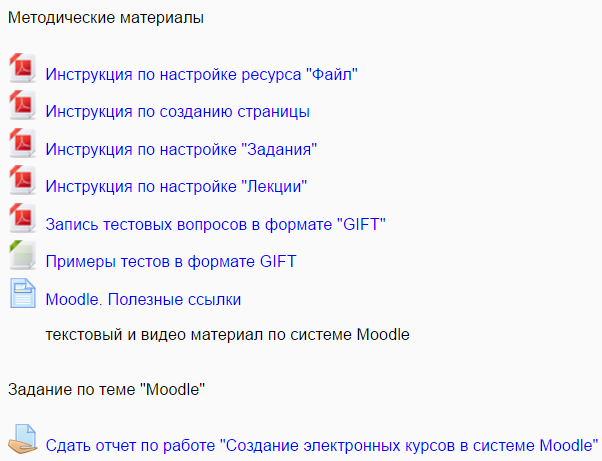 Методические материалы
Инструкция по настройке ресурса "Файл"
Инструкция по созданию страницы
Инструкция по настройке "Задания"
Инструкция по настройке "Лекции"
Запись тестовых вопросов в формате "GIFT"
Примеры тестов в формате GIFT
Moodle. Полезные ссылки
текстовый и видео материал по системе Moodle
Задание по теме "Moodle"
Сдать отчет по работе "Создание электронных курсов в системе Moodle"